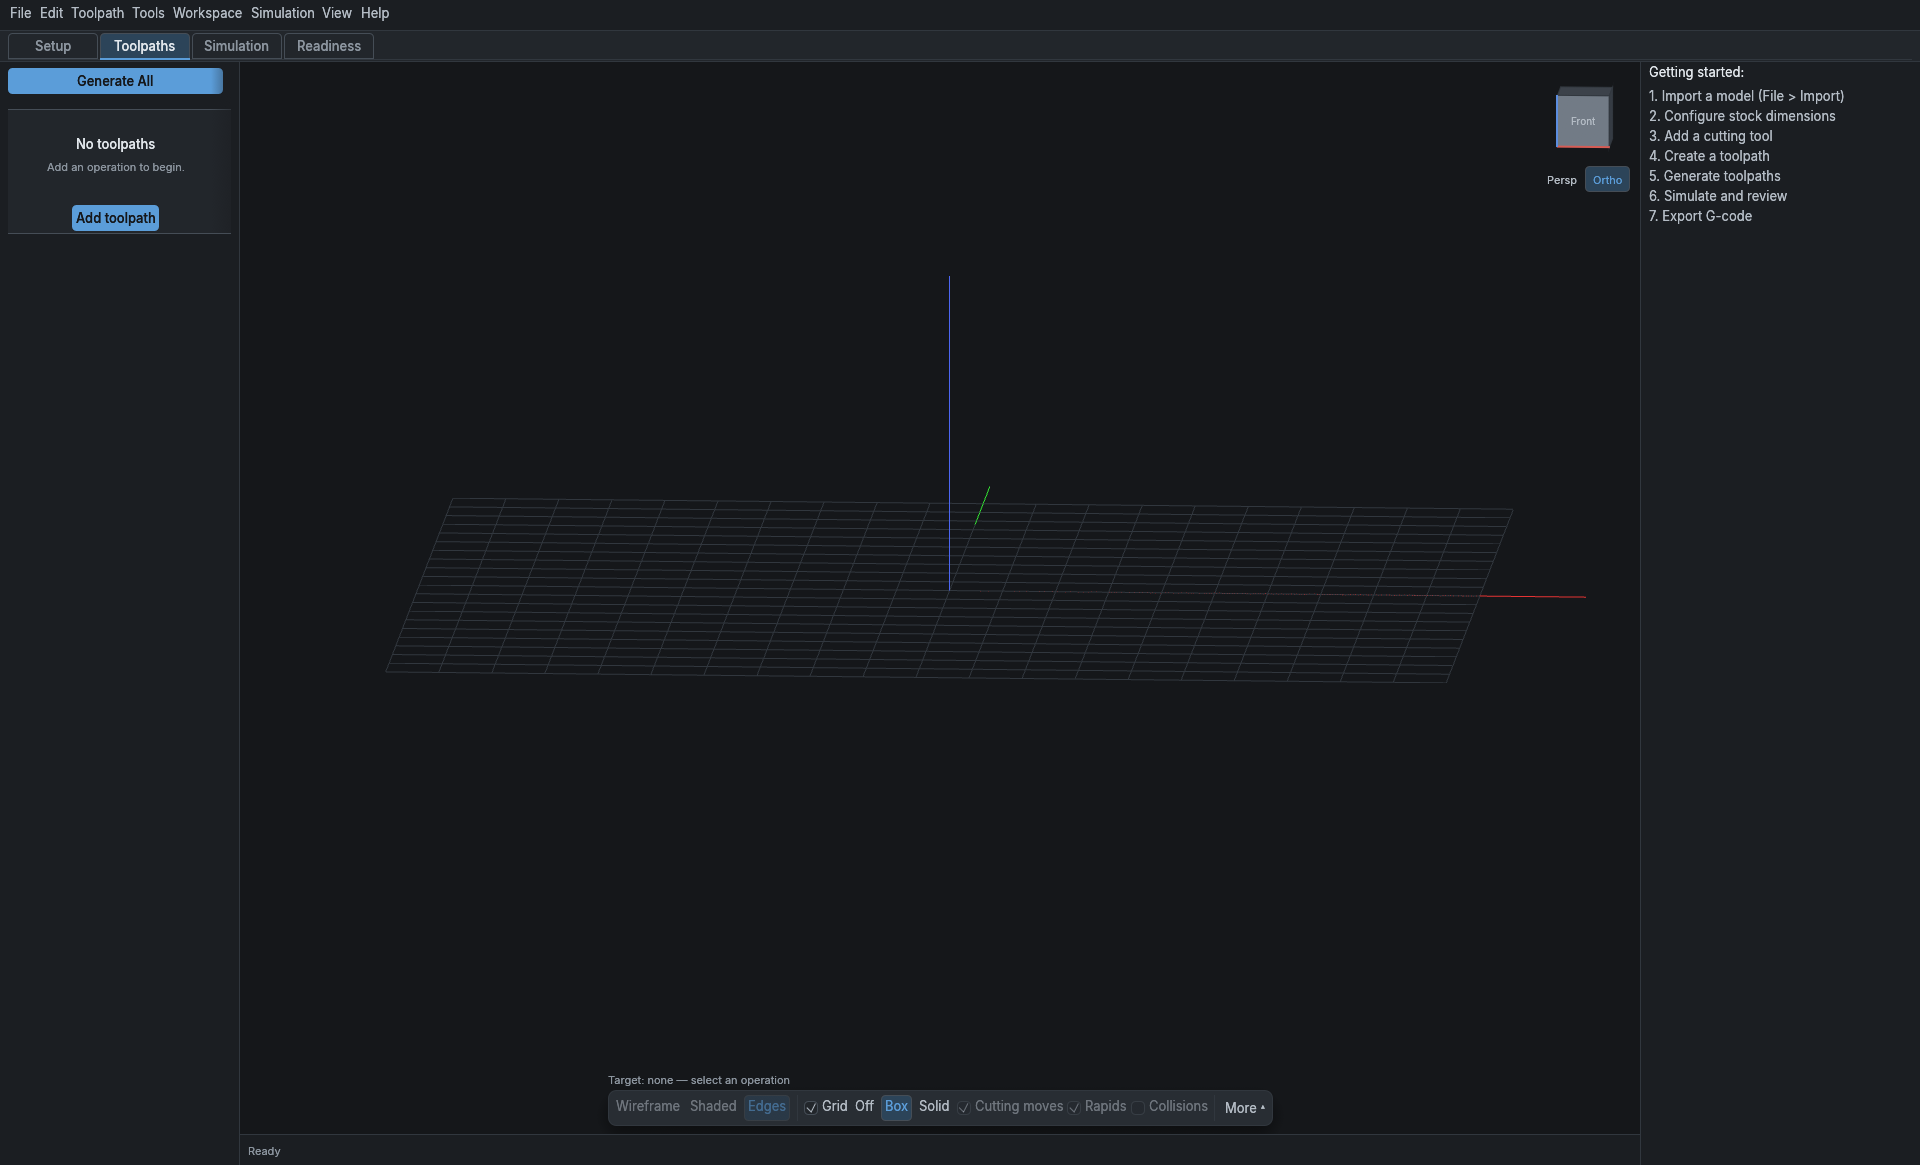 File Edit Toolpath Tools Workspace Simulation View Help
Setup Toolpaths Simulation Readiness
Generate All
No toolpaths
Add an operation to begin.
Add toolpath
Front
Persp Ortho
Getting started:
1. Import a model (File > Import)
2. Configure stock dimensions
3. Add a cutting tool
4. Create a toolpath
5. Generate toolpaths
6. Simulate and review
7. Export G-code
Target: none — select an operation
Wireframe Shaded Edges Grid Off Box Solid Cutting moves Rapids Collisions More
Ready